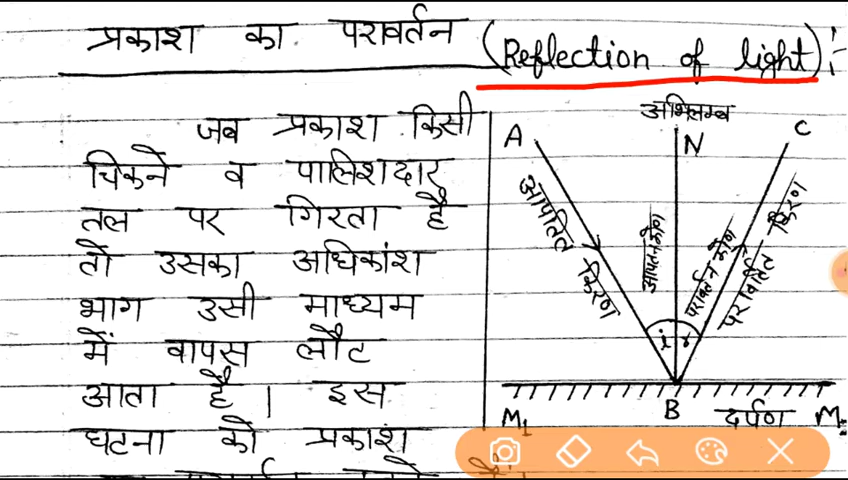 प्रकाश का परावर्तन (Reflection of light):-
जब प्रकाश किसी
चिकने व पालिशदार
तल पर गिरता है
तो उसका अधिकांश
भाग उसी माध्यम
में वापस लौट
आता है। इस
घटना को प्रकाश
अभिलम्ब
A
N
C
आपतित किरण
आपतन कोण
परावर्तन कोण
परावर्तित किरण
i
r
M1
B
दर्पण
M